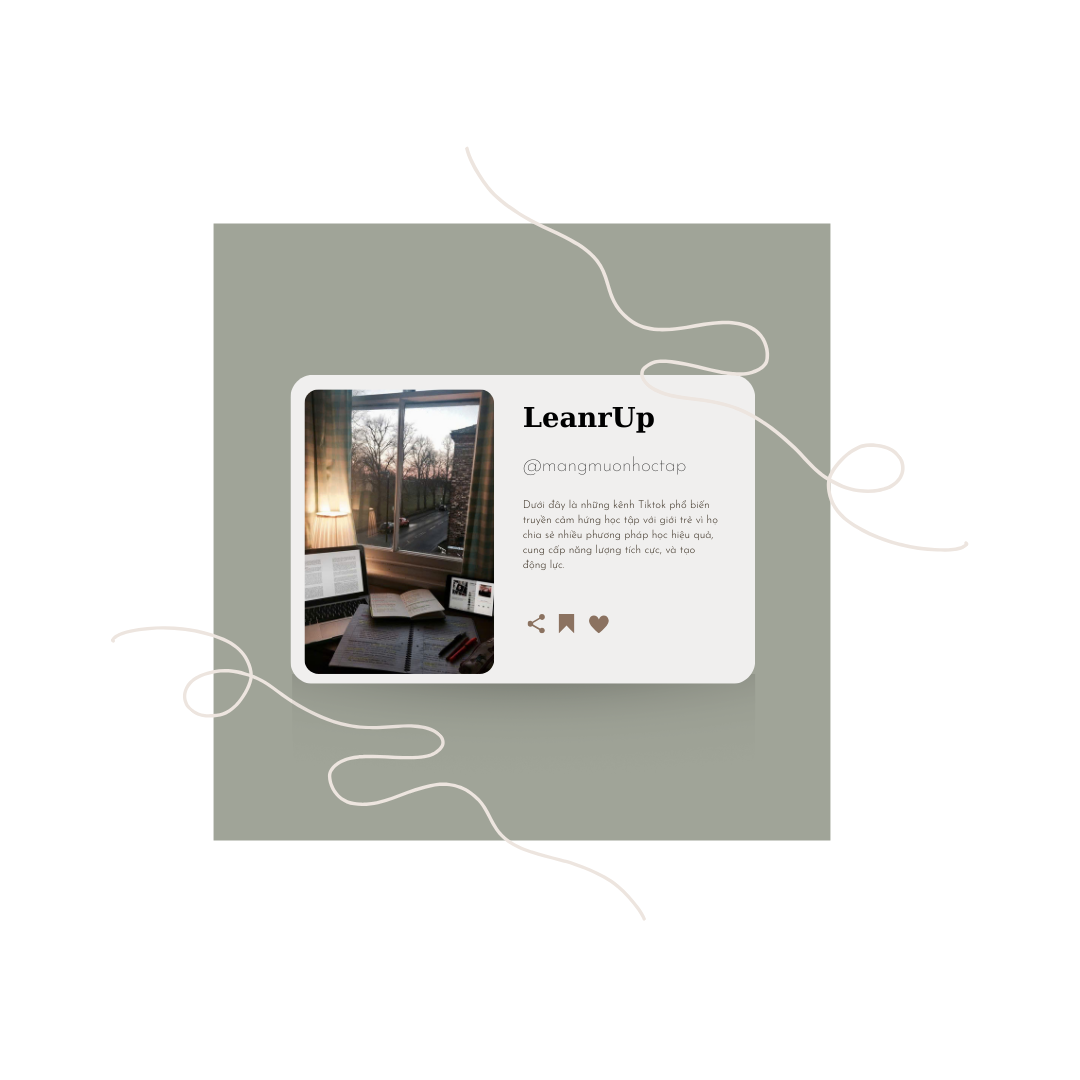 LeanrUp
@mangmuonhoctap
Dưới đây là những kênh Tiktok phổ biến
truyền cảm hứng học tập với giới trẻ vì họ
chia sẻ nhiều phương pháp học hiệu quả,
cung cấp năng lượng tích cực, và tạo
động lực.